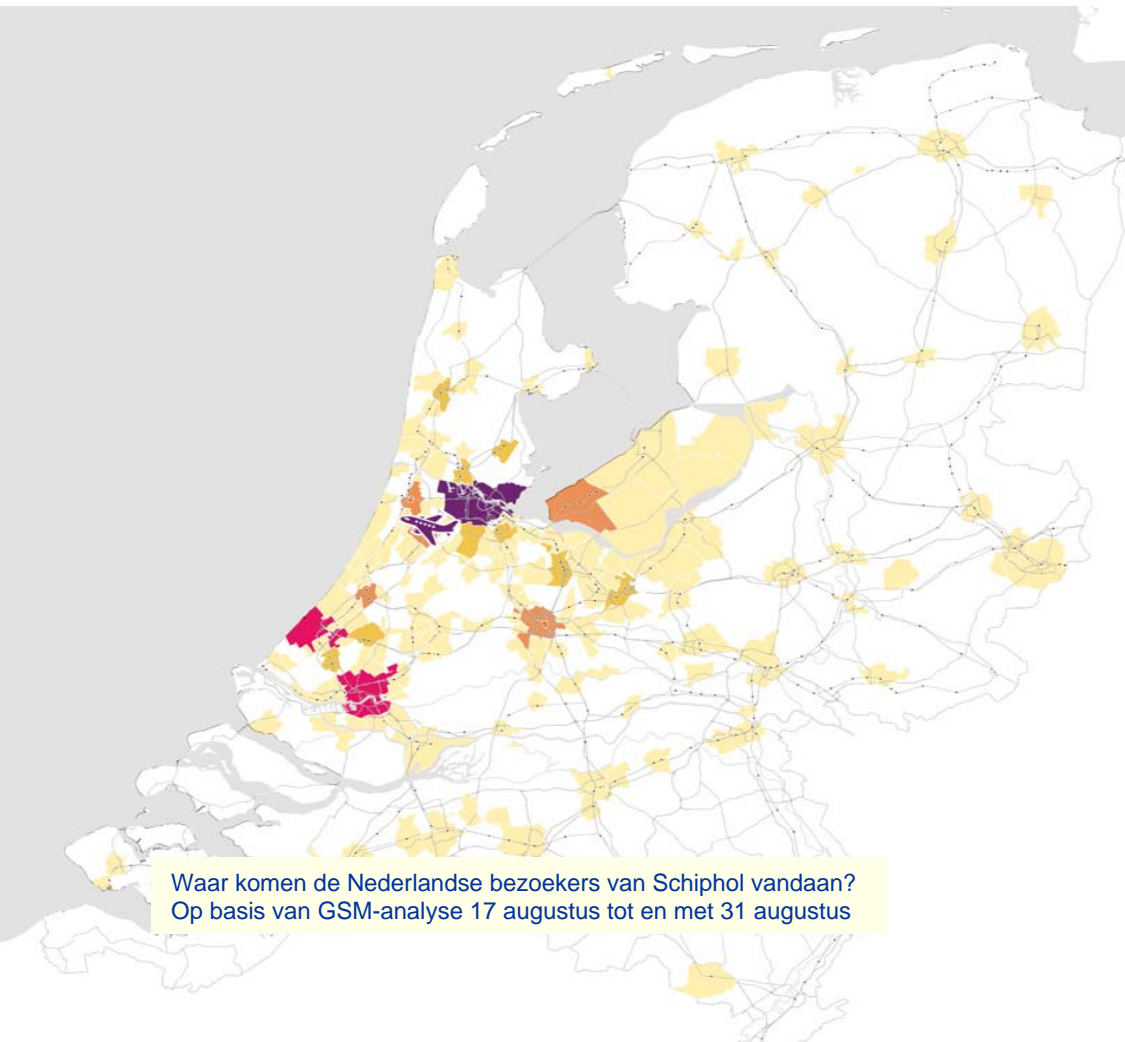 Waar komen de Nederlandse bezoekers van Schiphol vandaan?
Op basis van GSM-analyse 17 augustus tot en met 31 augustus